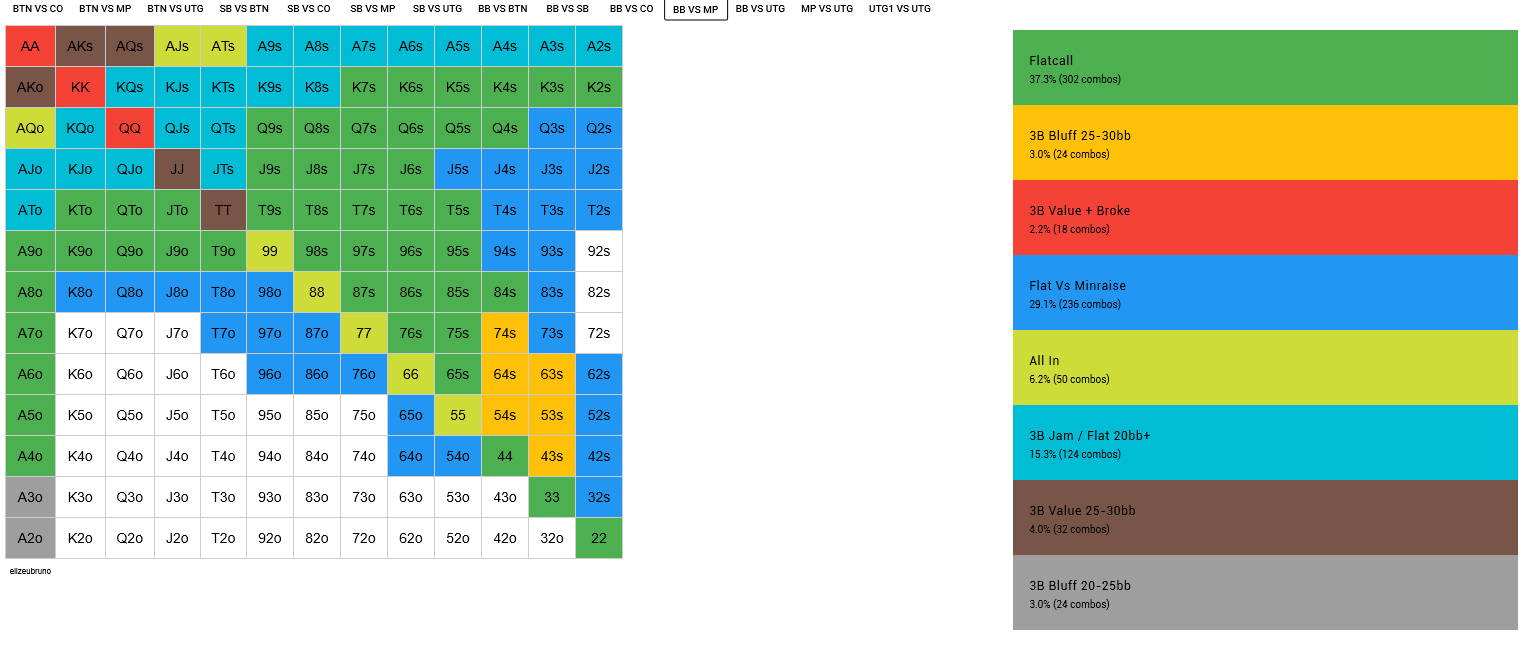 BTN VS CO BTN VS MP BTN VS UTG SB VS BTN SB VS CO SB VS MP SB VS UTG BB VS BTN BB VS SB BB VS CO BB VS MP BB VS UTG MP VS UTG UTG1 VS UTG
AA AKs AQs AJs ATs A9s A8s A7s A6s A5s A4s A3s A2s
AKo KK KQs KJs KTs K9s K8s K7s K6s K5s K4s K3s K2s
AQo KQo QQ QJs QTs Q9s Q8s Q7s Q6s Q5s Q4s Q3s Q2s
AJo KJo QJo JJ JTs J9s J8s J7s J6s J5s J4s J3s J2s
ATo KTo QTo JTo TT T9s T8s T7s T6s T5s T4s T3s T2s
A9o K9o Q9o J9o T9o 99 98s 97s 96s 95s 94s 93s 92s
A8o K8o Q8o J8o T8o 98o 88 87s 86s 85s 84s 83s 82s
A7o K7o Q7o J7o T7o 97o 87o 77 76s 75s 74s 73s 72s
A6o K6o Q6o J6o T6o 96o 86o 76o 66 65s 64s 63s 62s
A5o K5o Q5o J5o T5o 95o 85o 75o 65o 55 54s 53s 52s
A4o K4o Q4o J4o T4o 94o 84o 74o 64o 54o 44 43s 42s
A3o K3o Q3o J3o T3o 93o 83o 73o 63o 53o 43o 33 32s
A2o K2o Q2o J2o T2o 92o 82o 72o 62o 52o 42o 32o 22
elizeubruno
Flatcall
37.3% (302 combos)
3B Bluff 25-30bb
3.0% (24 combos)
3B Value + Broke
2.2% (18 combos)
Flat Vs Minraise
29.1% (236 combos)
All In
6.2% (50 combos)
3B Jam / Flat 20bb+
15.3% (124 combos)
3B Value 25-30bb
4.0% (32 combos)
3B Bluff 20-25bb
3.0% (24 combos)